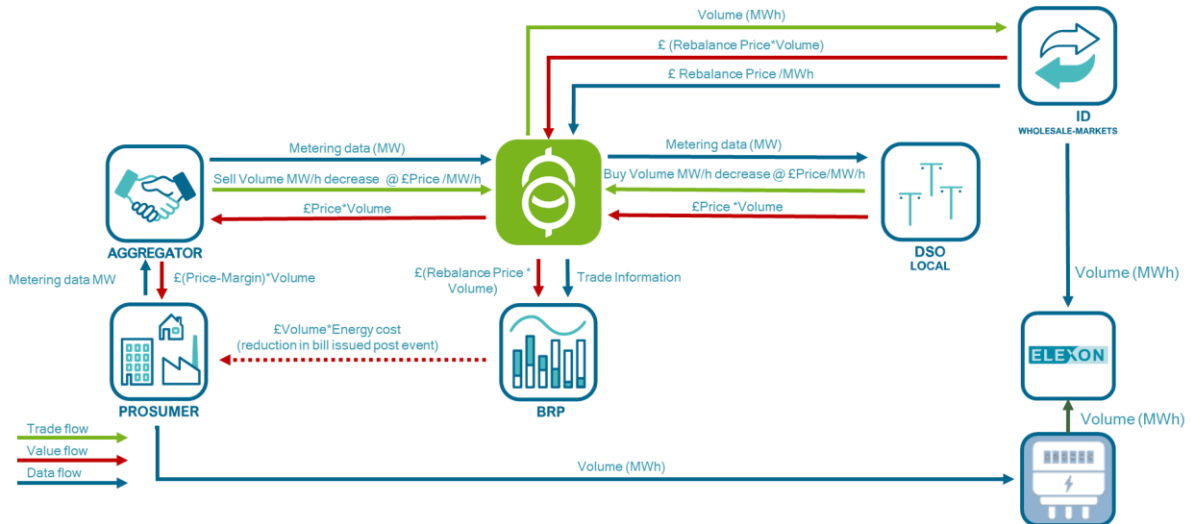 Volume (MWh)
£ (Rebalance Price*Volume)
£ Rebalance Price /MWh
ID
WHOLESALE-MARKETS
Metering data (MW)
Sell Volume MW/h decrease @ £Price /MW/h
£Price*Volume
AGGREGATOR
Metering data (MW)
Buy Volume MW/h decrease @ £Price/MW/h
£Price *Volume
DSO
LOCAL
Metering data MW
£(Price-Margin)*Volume
£(Rebalance Price *
Volume)
Trade Information
Volume (MWh)
£Volume*Energy cost
(reduction in bill issued post event)
ELEXON
PROSUMER
BRP
Volume (MWh)
Trade flow
Value flow
Data flow
Volume (MWh)